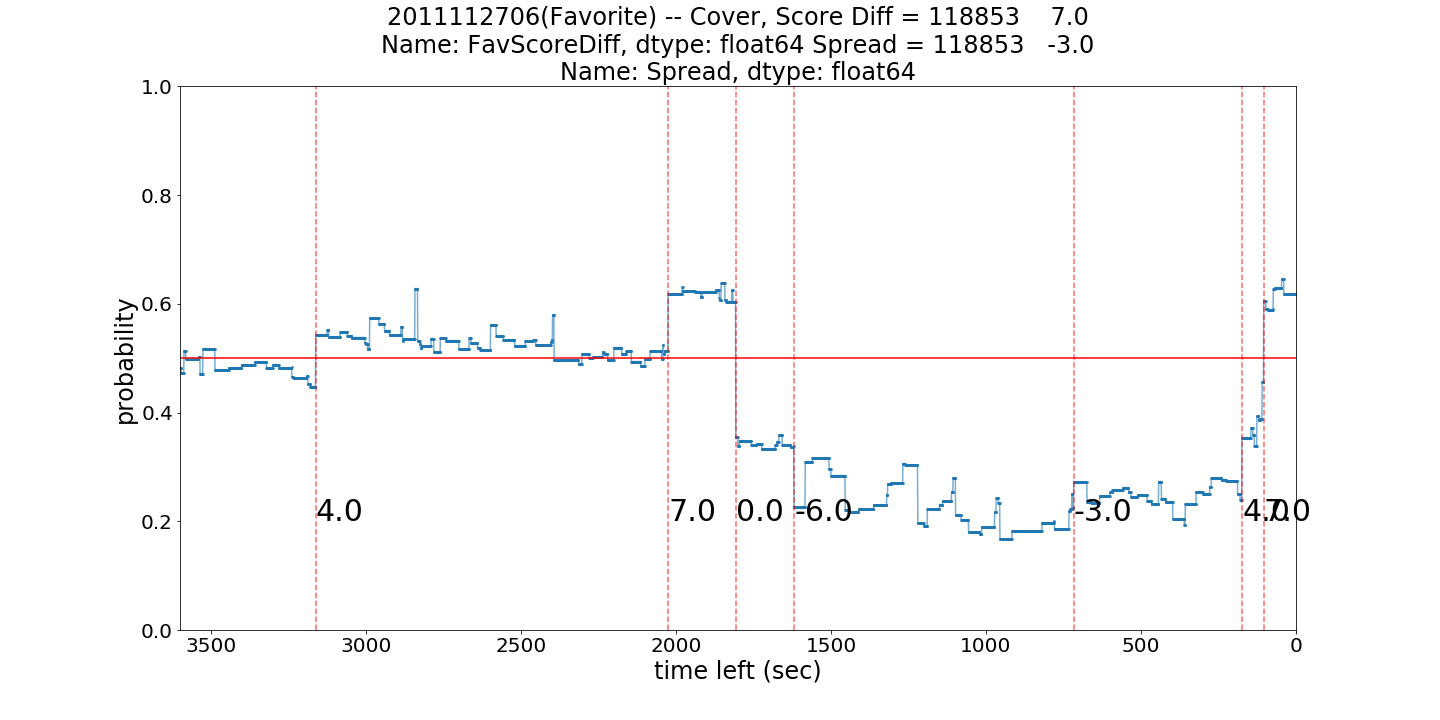 2011112706(Favorite) -- Cover, Score Diff = 118853    7.0
Name: FavScoreDiff, dtype: float64 Spread = 118853   -3.0
Name: Spread, dtype: float64
1.0
0.8
0.6
0.4
0.2
0.0
probability
4.0
7.0
0.0
-6.0
-3.0
4.0
7.0
3500 3000 2500 2000 1500 1000 500 0
time left (sec)